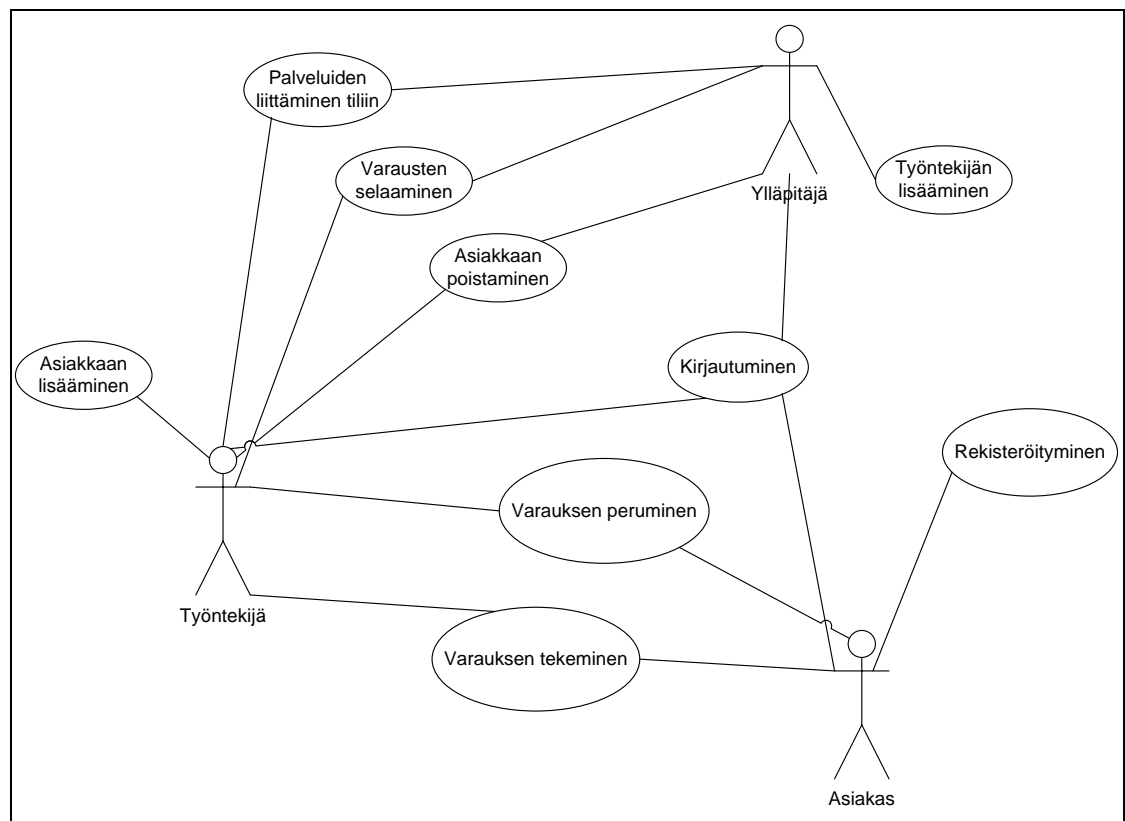 Palveluiden
liittäminen tiliin
Varausten
selaaminen
Työntekijän
lisääminen
Ylläpitäjä
Asiakkaan
poistaminen
Asiakkaan
lisääminen
Kirjautuminen
Rekisteröityminen
Varauksen peruminen
Työntekijä
Varauksen tekeminen
Asiakas